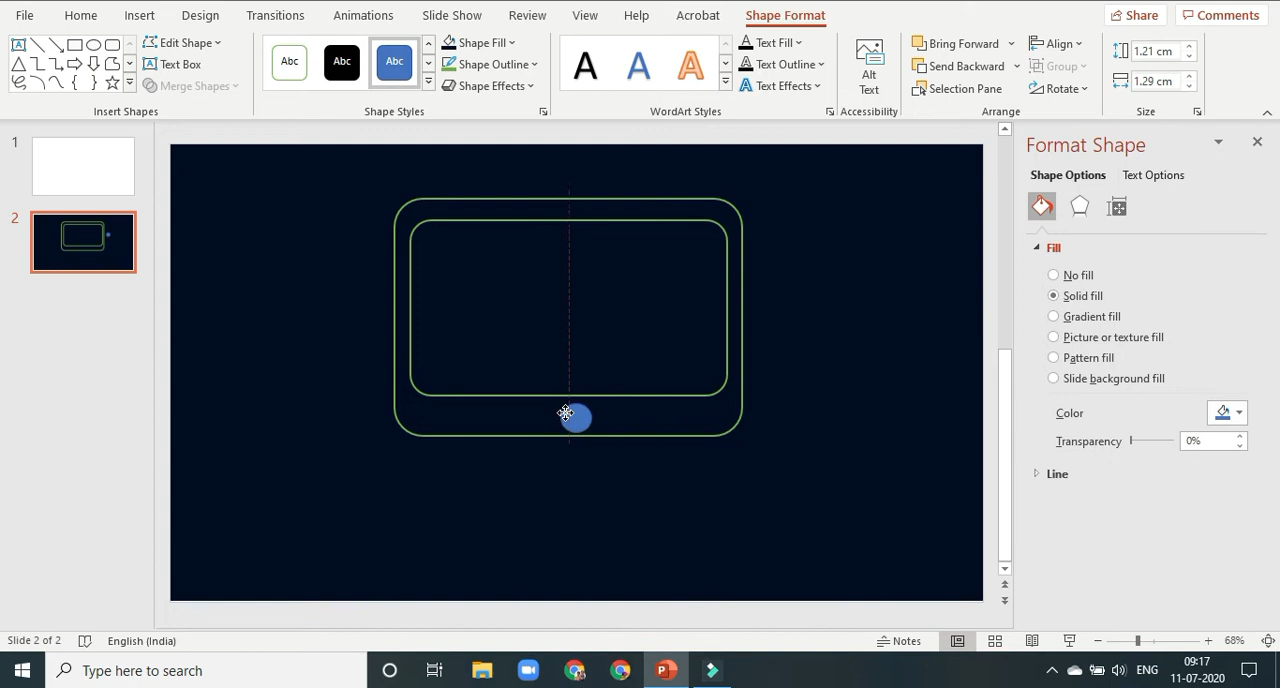 File Home Insert Design Transitions Animations Slide Show Review View Help Acrobat Shape Format Share Comments
Edit Shape
Text Box
Merge Shapes
Insert Shapes
Abc Abc Abc
Shape Fill
Shape Outline
Shape Effects
Shape Styles
A A A
Text Fill
Text Outline
Text Effects
WordArt Styles
Alt
Text
Accessibility
Bring Forward
Send Backward
Selection Pane
Align
Group
Rotate
Arrange
1.21 cm
1.29 cm
Size
1
2
Format Shape
Shape Options Text Options
Fill
No fill
Solid fill
Gradient fill
Picture or texture fill
Pattern fill
Slide background fill
Color
Transparency 0%
Line
Slide 2 of 2 English (India) Notes 68%
Type here to search
ENG
09:17
11-07-2020